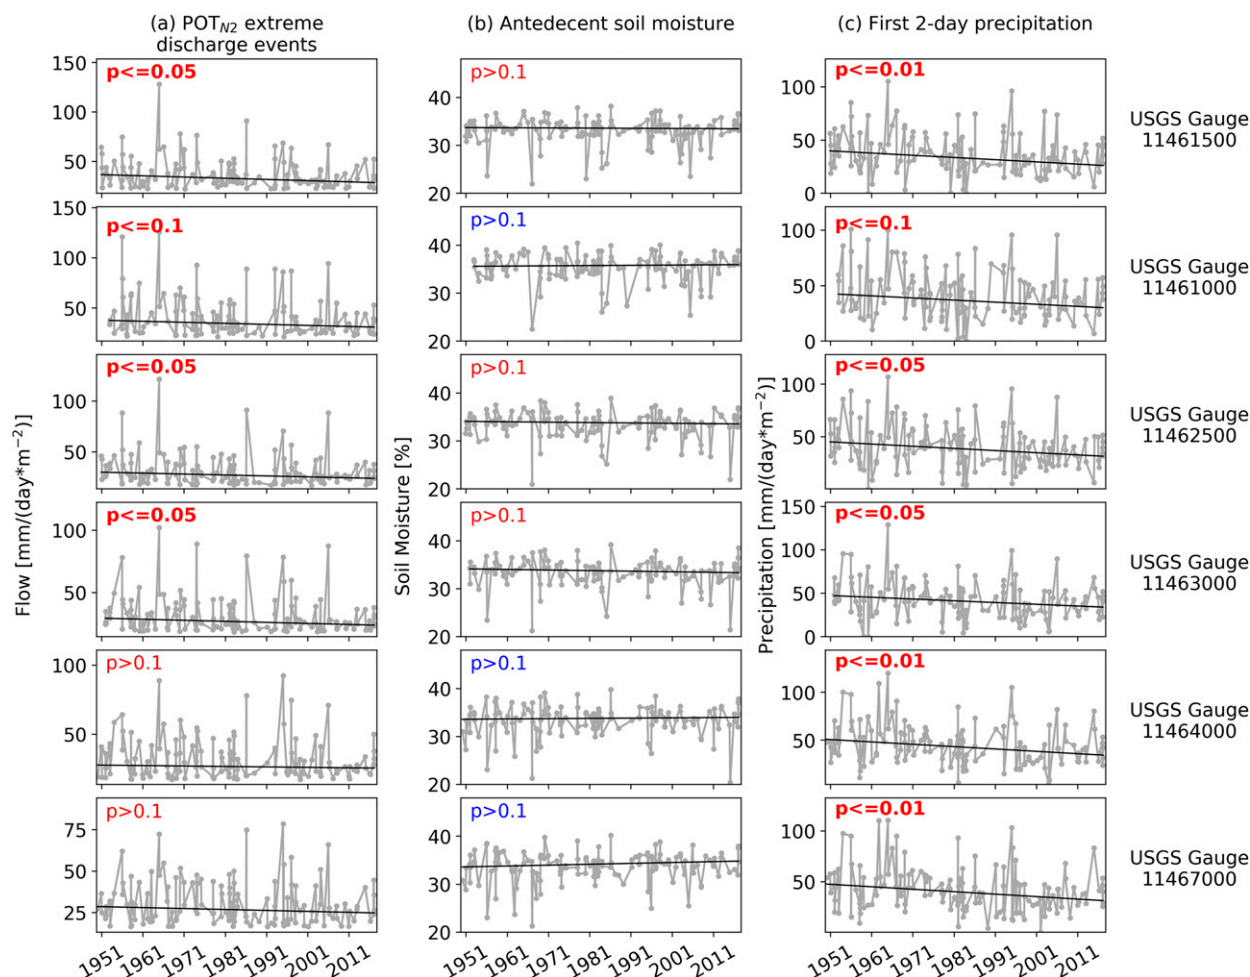 (a) POT_N2 extreme
discharge events
(b) Antedecent soil moisture
(c) First 2-day precipitation
Flow [mm/(day*m⁻²)]
Soil Moisture [%]
Precipitation [mm/(day*m⁻²)]
p<=0.05
150
100
50
p>0.1
40
30
20
p<=0.01
100
50
0
USGS Gauge
11461500
p<=0.1
150
100
50
p>0.1
40
30
20
p<=0.1
100
50
0
USGS Gauge
11461000
p<=0.05
100
50
p>0.1
40
30
20
p<=0.05
100
50
0
USGS Gauge
11462500
p<=0.05
100
50
p>0.1
40
30
20
p<=0.05
150
100
50
0
USGS Gauge
11463000
p>0.1
100
50
p>0.1
40
30
20
p<=0.01
100
50
0
USGS Gauge
11464000
p>0.1
75
50
25
p>0.1
40
30
20
p<=0.01
100
50
USGS Gauge
11467000
1951 1961 1971 1981 1991 2001 2011
1951 1961 1971 1981 1991 2001 2011
1951 1961 1971 1981 1991 2001 2011